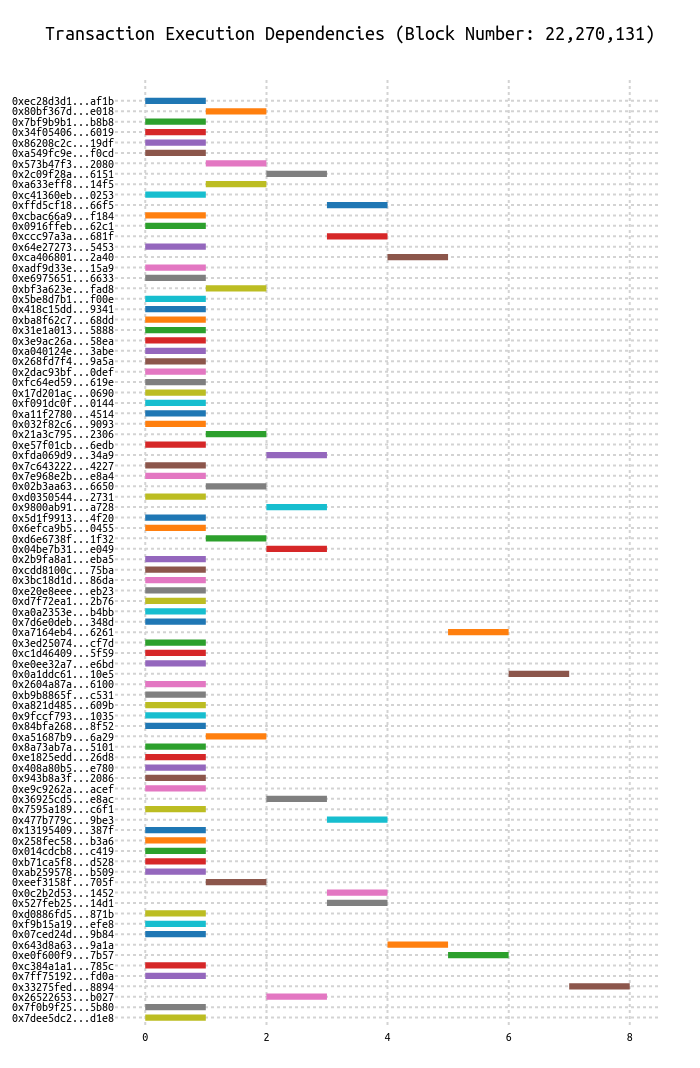 Transaction Execution Dependencies (Block Number: 22,270,131)
0xec28d3d1...af1b
0x80bf367d...e018
0x7bf9b9b1...b8b8
0x34f05406...6019
0x86208c2c...19df
0xa549fc9e...f0cd
0x573b47f3...2080
0x2c09f28a...6151
0xa633eff8...14f5
0xc41360eb...0253
0xffd5cf18...66f5
0xcbac66a9...f184
0x0916ffeb...62c1
0xccc97a3a...681f
0x64e27273...5453
0xca406801...2a40
0xadf9d33e...15a9
0xe6975651...6633
0xbf3a623e...fad8
0x5be8d7b1...f00e
0x418c15dd...9341
0xba8f62c7...68dd
0x31e1a013...5888
0x3e9ac26a...58ea
0xa040124e...3abe
0x268fd7f4...9a5a
0x2dac93bf...0def
0xfc64ed59...619e
0x17d201ac...0690
0xf091dc0f...0144
0xa11f2780...4514
0x032f82c6...9093
0x21a3c795...2306
0xe57f01cb...6edb
0xfda069d9...34a9
0x7c643222...4227
0x7e968e2b...e8a4
0x02b3aa63...6650
0xd0350544...2731
0x9800ab91...a728
0x5d1f9913...4f20
0x6efca9b5...0455
0xd6e6738f...1f32
0x04be7b31...e049
0x2b9fa8a1...eba5
0xcdd8100c...75ba
0x3bc18d1d...86da
0xe20e8eee...eb23
0xd7f72ea1...2b76
0xa0a2353e...b4bb
0x7d6e0deb...348d
0xa7164eb4...6261
0x3ed25074...cf7d
0xc1d46409...5f59
0xe0ee32a7...e6bd
0x0a1ddc61...10e5
0x2604a87a...6100
0xb9b8865f...c531
0xa821d485...609b
0x9fccf793...1035
0x84bfa268...8f52
0xa51687b9...6a29
0x8a73ab7a...5101
0xe1825edd...26d8
0x408a80b5...e780
0x943b8a3f...2086
0xe9c9262a...acef
0x36925cd5...e8ac
0x7595a189...c6f1
0x477b779c...9be3
0x13195409...387f
0x258fec58...b3a6
0x014cdcb8...c419
0xb71ca5f8...d528
0xab259578...b509
0xeef3158f...705f
0x0c2b2d53...1452
0x527feb25...14d1
0xd0886fd5...871b
0xf9b15a19...efe8
0x07ced24d...9b84
0x643d8a63...9a1a
0xe0f600f9...7b57
0xc384a1a1...785c
0x7ff75192...fd0a
0x33275fed...8894
0x26522653...b027
0x7f0b9f25...5b80
0x7dee5dc2...d1e8
0 2 4 6 8